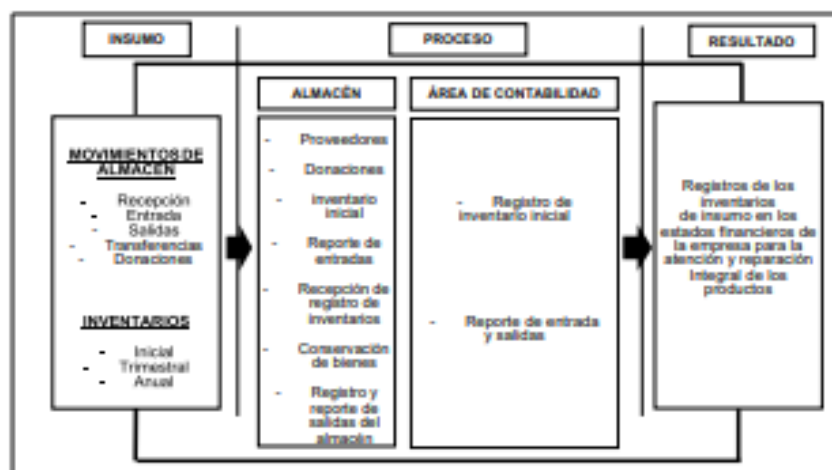 INSUMO
PROCESO
RESULTADO
ALMACÉN
ÁREA DE CONTABILIDAD
MOVIMIENTOS DE
ALMACEN
- Recepción
- Entrada
- Salidas
- Transferencias
- Donaciones
INVENTARIOS
- Inicial
- Trimestral
- Anual
- Proveedores
- Donaciones
- inventario
inicial
- Reporte de
entradas
- Recepción de
registro de
inventarios
- Conservación
de bienes
- Registro y
reporte de
salidas del
almacén
- Registro de
inventario inicial
- Reporte de entrada
y salidas
Registros de los
inventarios
de insumo en los
estados financieros de
la empresa para la
atención y reparación
Integral de los
productos